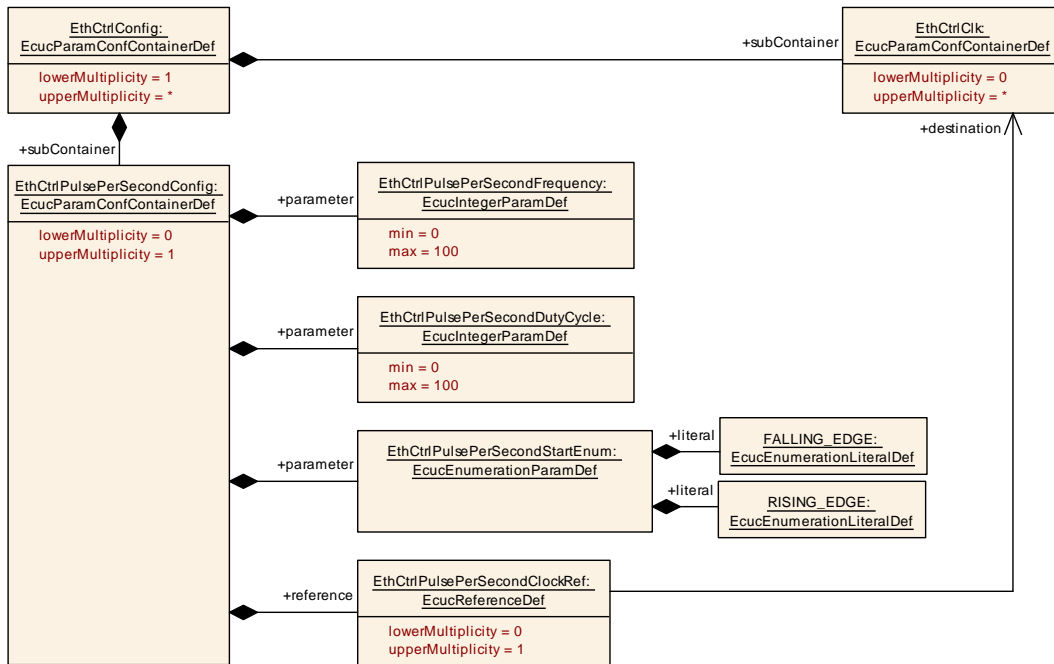 EthCtrlConfig:
EcucParamConfContainerDef
lowerMultiplicity = 1
upperMultiplicity = *
+subContainer
EthCtrlClk:
EcucParamConfContainerDef
lowerMultiplicity = 0
upperMultiplicity = *
+destination
+subContainer
EthCtrlPulsePerSecondConfig:
EcucParamConfContainerDef
lowerMultiplicity = 0
upperMultiplicity = 1
+parameter
EthCtrlPulsePerSecondFrequency:
EcucIntegerParamDef
min = 0
max = 100
+parameter
EthCtrlPulsePerSecondDutyCycle:
EcucIntegerParamDef
min = 0
max = 100
+parameter
EthCtrlPulsePerSecondStartEnum:
EcucEnumerationParamDef
+literal
FALLING_EDGE:
EcucEnumerationLiteralDef
+literal
RISING_EDGE:
EcucEnumerationLiteralDef
+reference
EthCtrlPulsePerSecondClockRef:
EcucReferenceDef
lowerMultiplicity = 0
upperMultiplicity = 1